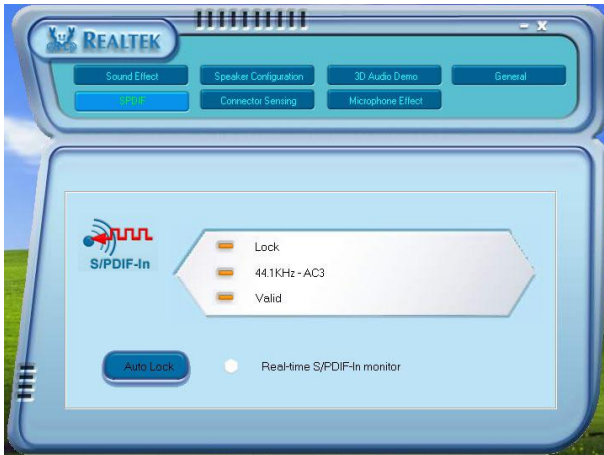 REALTEK
- X
Sound Effect
Speaker Configuration
3D Audio Demo
General
SPDIF
Connector Sensing
Microphone Effect
S/PDIF-In
Lock
44.1KHz - AC3
Valid
Auto Lock
Real-time S/PDIF-In monitor